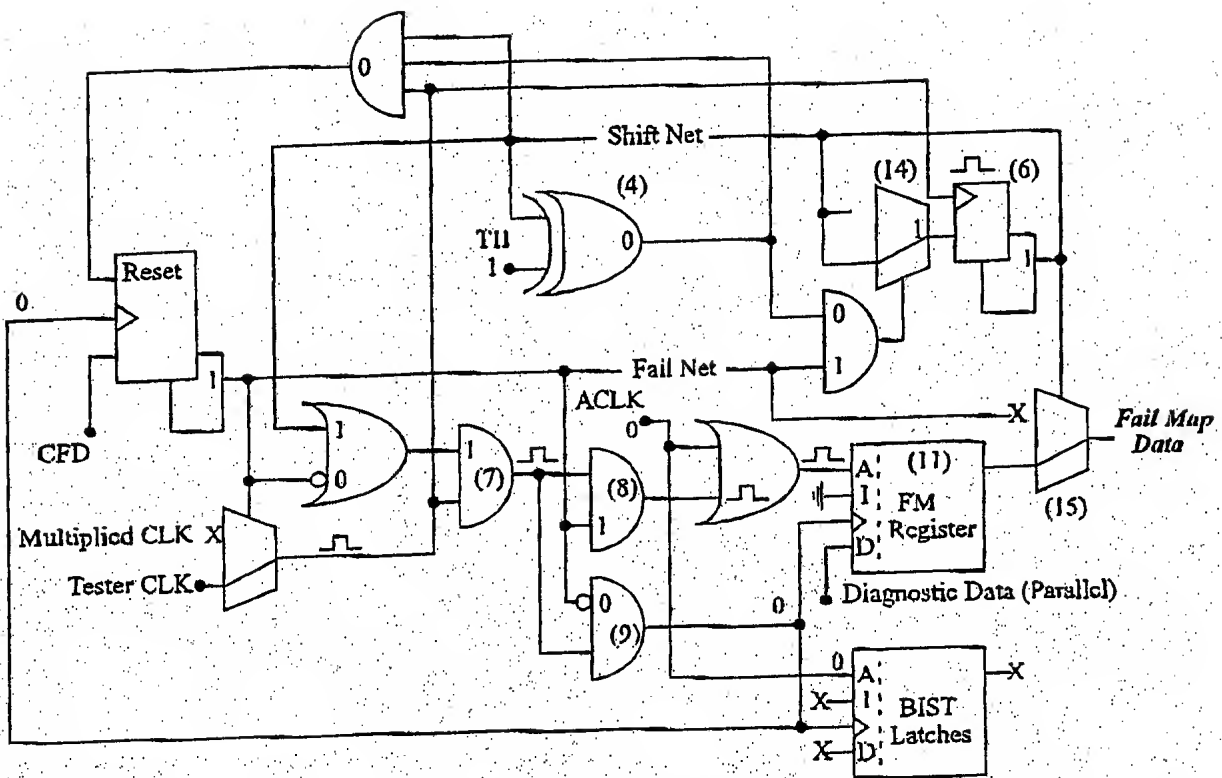 0
Shift Net
(14)
(6)
(4)
TI1
1
0
1
1
Reset
0
0
1
1
Fail Net
ACLK
0
X
Fail Map
Data
CFD
1
0
1
(7)
(8)
1
A
I
D
(11)
FM
Register
(15)
Multiplied CLK X
Tester CLK
Diagnostic Data (Parallel)
0
0
(9)
0
A
X
I
X
D
BIST
Latches
X